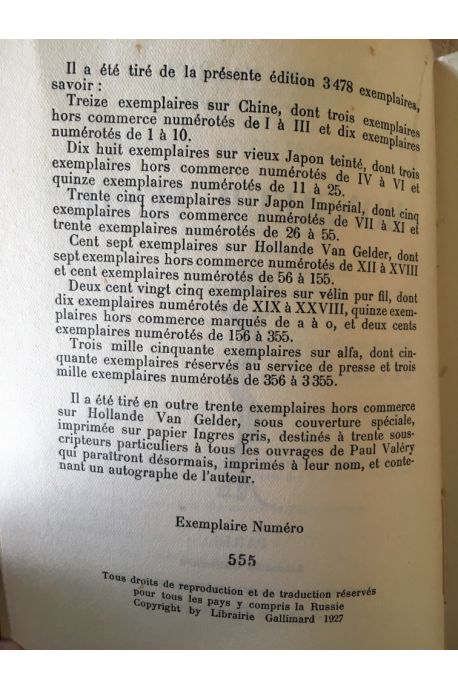 Il a été tiré de la présente édition 3 478 exemplaires,
savoir :
Treize exemplaires sur Chine, dont trois exemplaires
hors commerce numérotés de I à III et dix exemplaires
numérotés de 1 à 10.
Dix huit exemplaires sur vieux Japon teinté, dont trois
exemplaires hors commerce numérotés de IV à VI et
quinze exemplaires numérotés de 11 à 25.
Trente cinq exemplaires sur Japon Impérial, dont cinq
exemplaires hors commerce numérotés de VII à XI et
trente exemplaires numérotés de 26 à 55.
Cent sept exemplaires sur Hollande Van Gelder, dont
sept exemplaires hors commerce numérotés de XII à XVIII
et cent exemplaires numérotés de 56 à 155.
Deux cent vingt cinq exemplaires sur vélin pur fil, dont
dix exemplaires numérotés de XIX à XXVIII, quinze exem-
plaires hors commerce marqués de a à o, et deux cents
exemplaires numérotés de 156 à 355.
Trois mille cinquante exemplaires sur alfa, dont cin-
quante exemplaires réservés au service de presse et trois
mille exemplaires numérotés de 356 à 3 355.
Il a été tiré en outre trente exemplaires hors commerce
sur Hollande Van Gelder, sous couverture spéciale,
imprimée sur papier Ingres gris, destinés à trente sous-
cripteurs particuliers à tous les ouvrages de Paul Valéry
qui paraîtront désormais, imprimés à leur nom, et conte-
nant un autographe de l'auteur.
Exemplaire Numéro
555
Tous droits de reproduction et de traduction réservés
pour tous les pays y compris la Russie
Copyright by Librairie Gallimard 1927